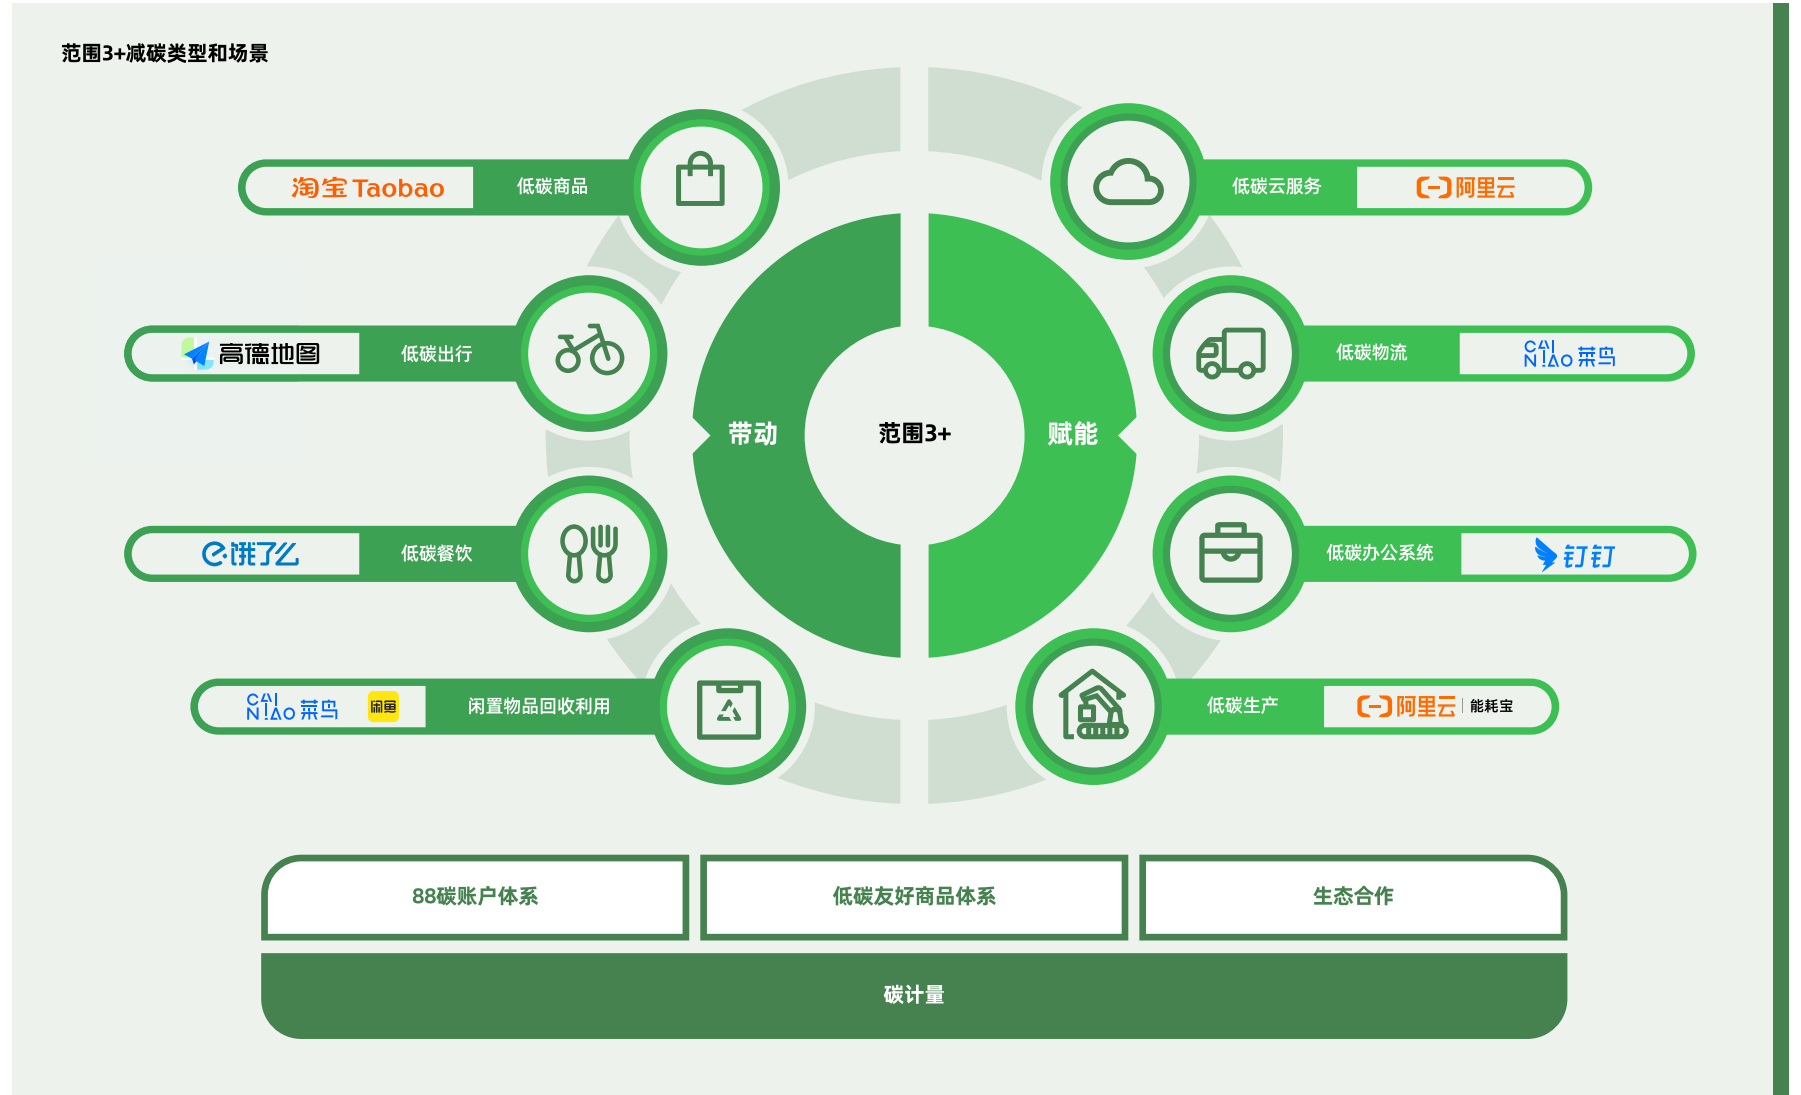 范围3+减碳类型和场景
淘宝 Taobao
低碳商品
低碳云服务
阿里云
高德地图
低碳出行
低碳物流
CAINIAO 菜鸟
带动
范围3+
赋能
饿了么
低碳餐饮
低碳办公系统
钉钉
CAINIAO 菜鸟
闲鱼
闲置物品回收利用
低碳生产
阿里云 | 能耗宝
88碳账户体系
低碳友好商品体系
生态合作
碳计量